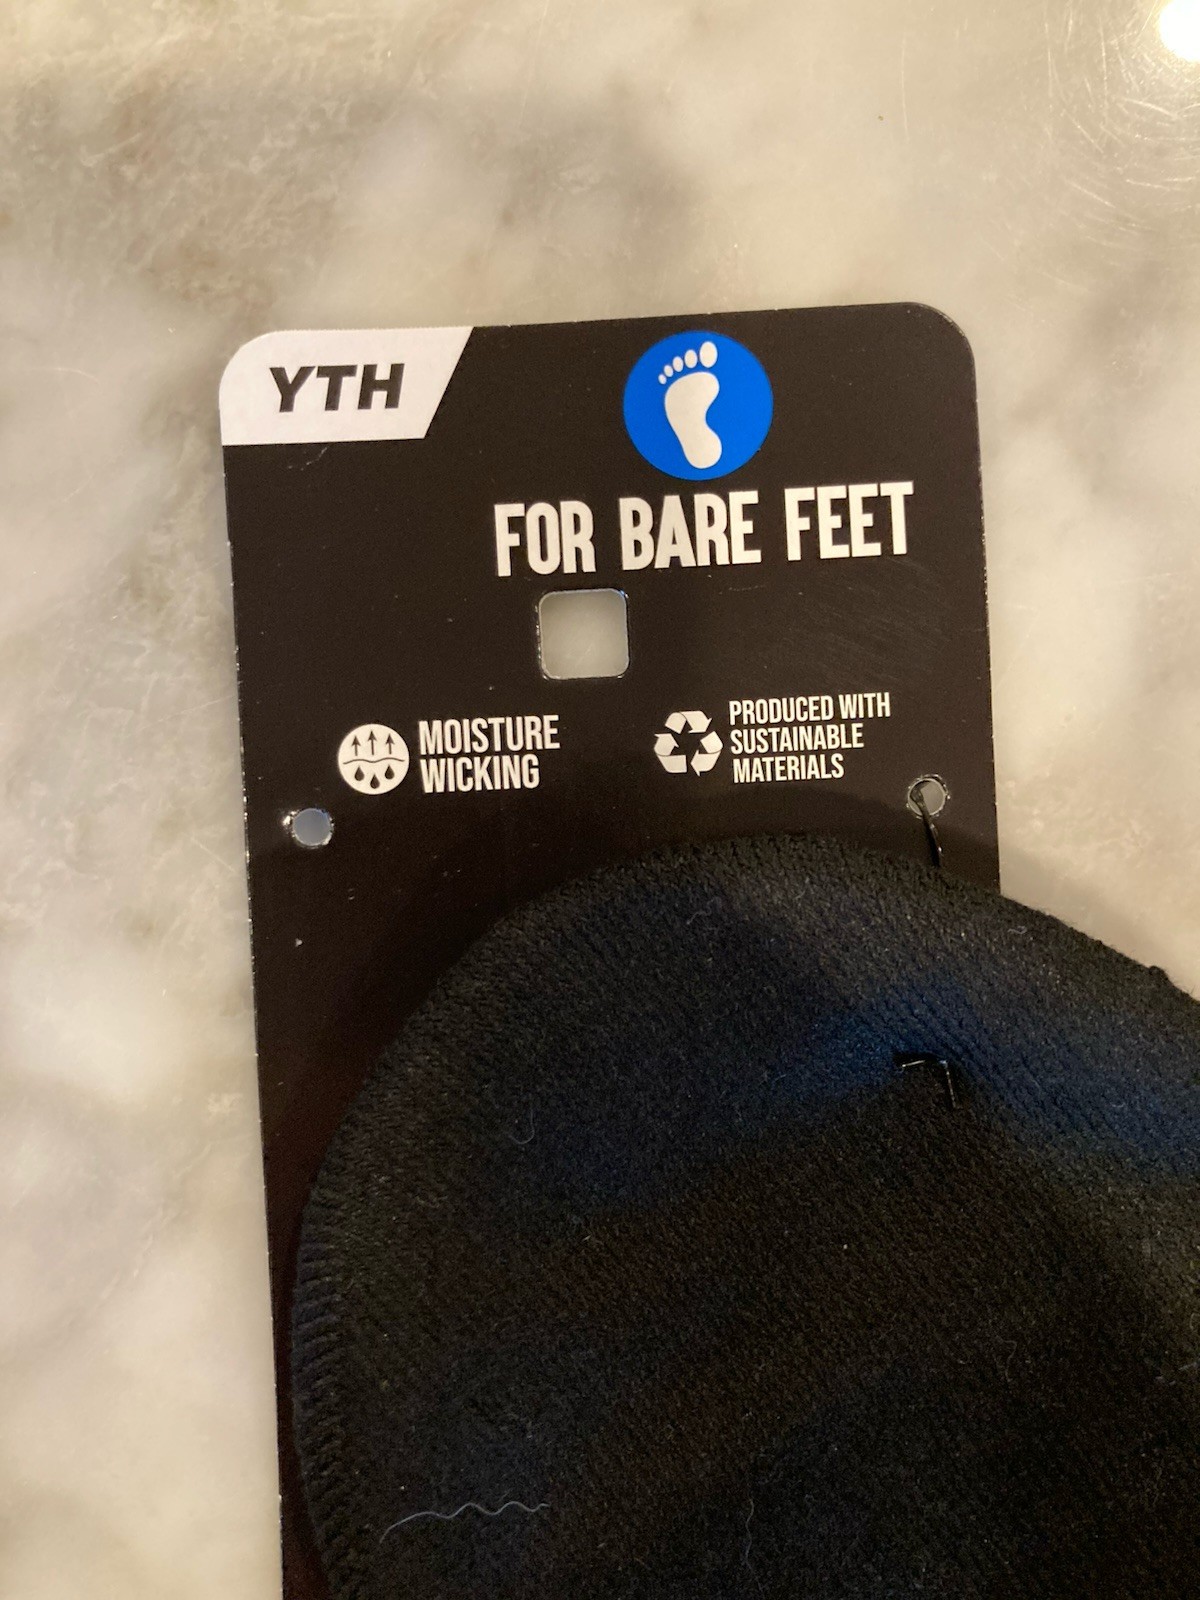 YTH
FOR BARE FEET
MOISTURE
WICKING
PRODUCED WITH
SUSTAINABLE
MATERIALS